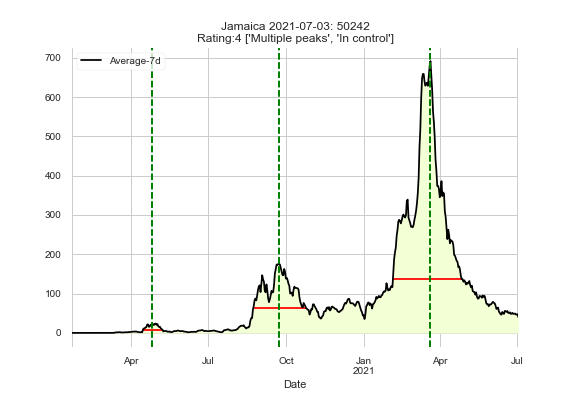 Jamaica 2021-07-03: 50242
Rating:4 ['Multiple peaks', 'In control']
Average-7d
700
600
500
400
300
200
100
0
Apr
Jul
Oct
Jan
2021
Apr
Jul
Date